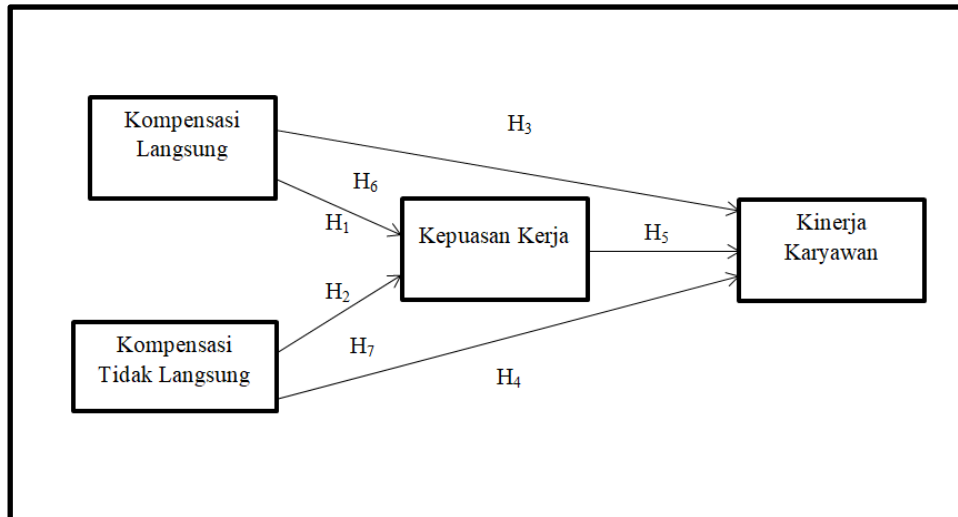 Kompensasi
Langsung
H₃
H₆
H₁
Kepuasan Kerja
H₅
Kinerja
Karyawan
H₂
Kompensasi
Tidak Langsung
H₇
H₄